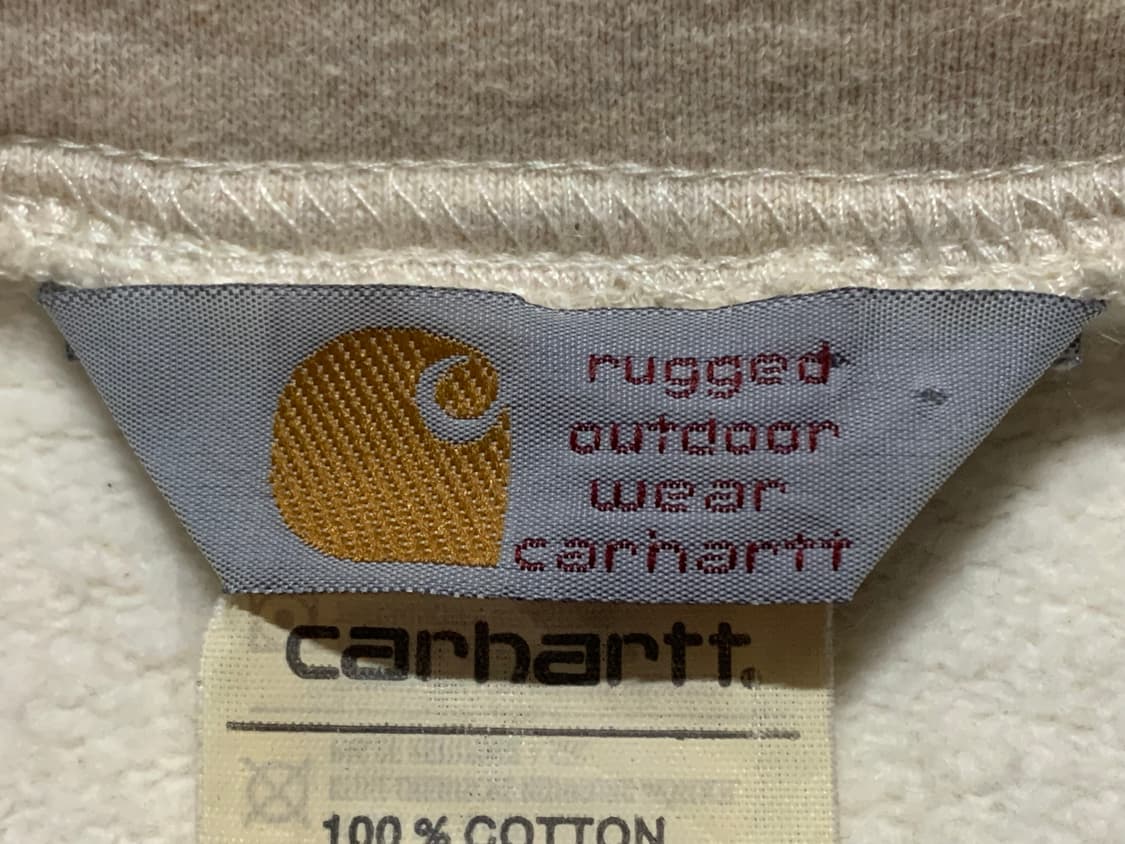 rugged
outdoor
wear
carhartt
carhartt®
100 % COTTON